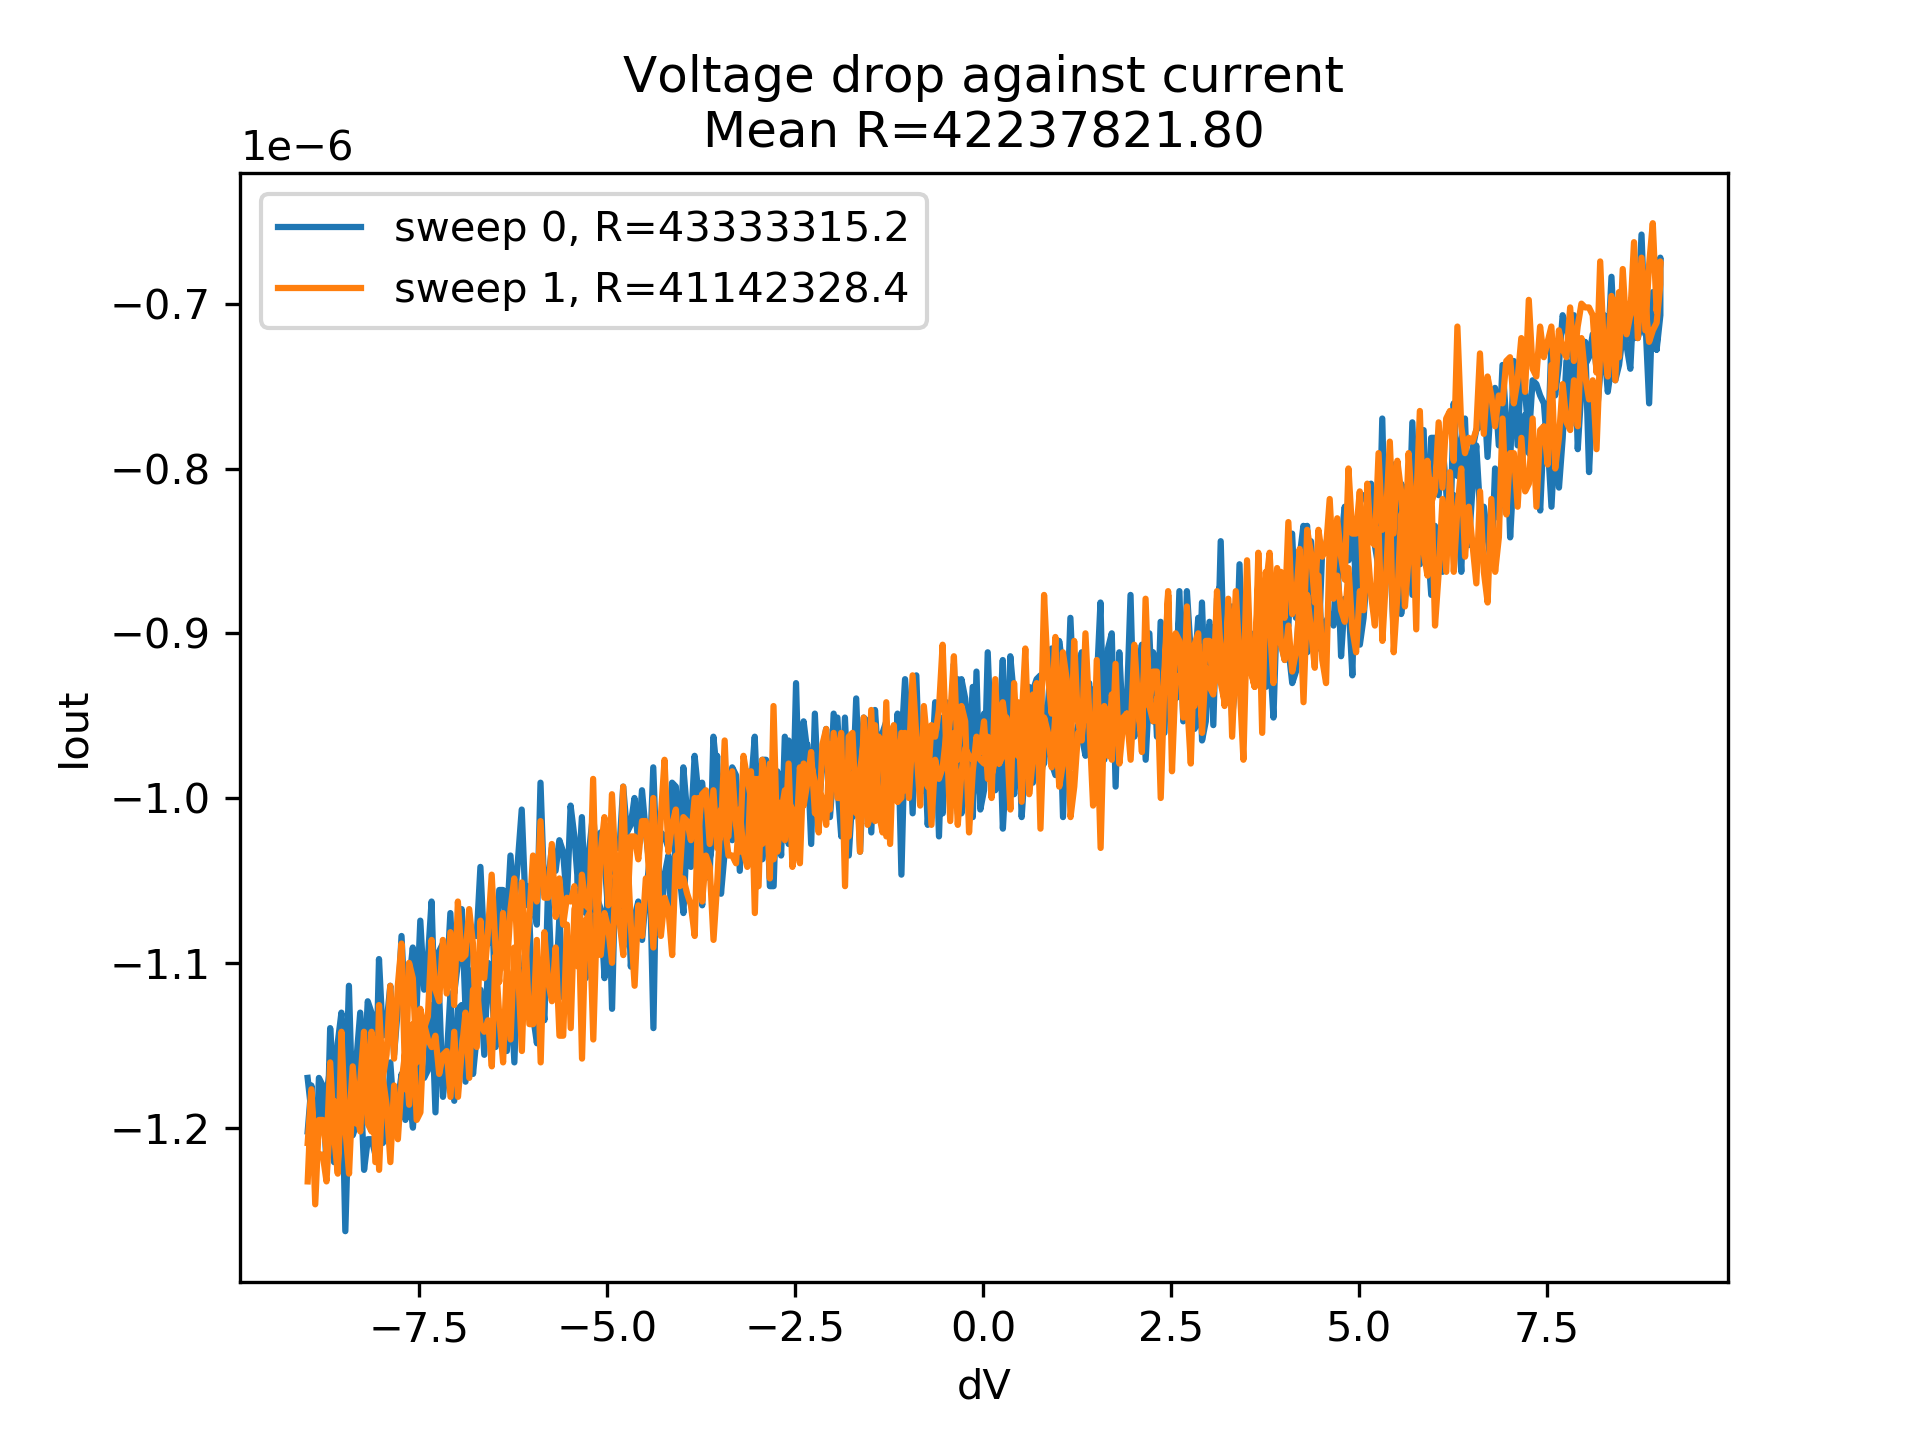 Voltage drop against current
Mean R=42237821.80
1e−6
sweep 0, R=43333315.2
sweep 1, R=41142328.4
−0.7
−0.8
−0.9
−1.0
−1.1
−1.2
Iout
−7.5 −5.0 −2.5 0.0 2.5 5.0 7.5
dV